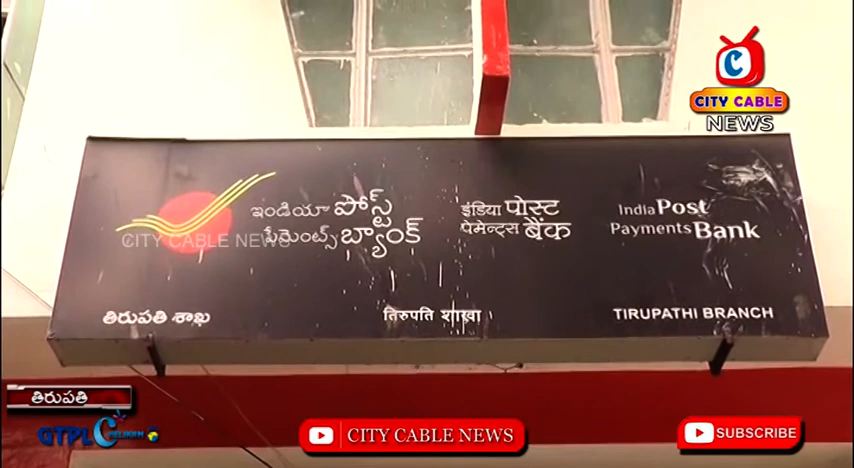 C
CITY CABLE
NEWS
ఇండియా పోస్ట్
పేమెంట్స్ బ్యాంక్
इंडिया पोस्ट
पेमेन्ट्स बैंक
India Post
Payments Bank
CITY CABLE NEWS
తిరుపతి శాఖ
तिरुपति शाखा
TIRUPATHI BRANCH
తిరుపతి
GTPL
CITY CABLE NEWS
SUBSCRIBE